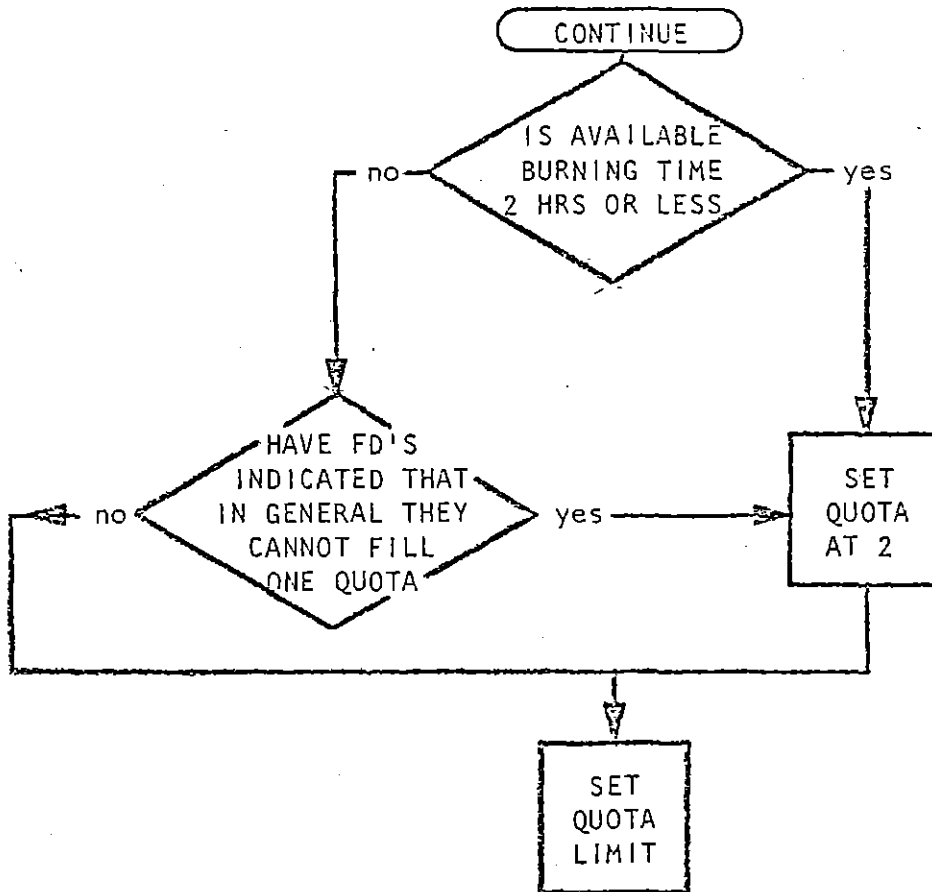 CONTINUE
IS AVAILABLE
BURNING TIME
2 HRS OR LESS
no
yes
HAVE FD'S
INDICATED THAT
IN GENERAL THEY
CANNOT FILL
ONE QUOTA
no
yes
SET
QUOTA
AT 2
SET
QUOTA
LIMIT